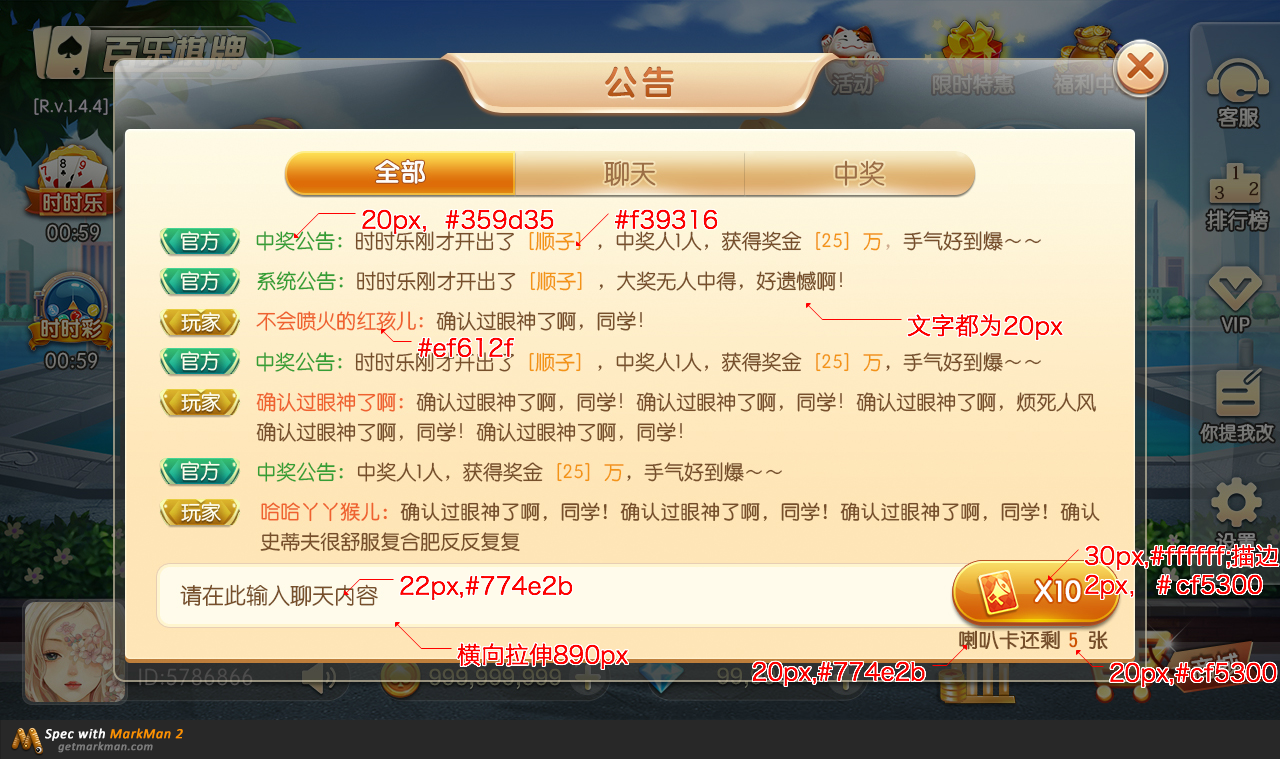 百乐棋牌
[R.v.1.4.4]
活动
限时特惠
福利中
公告
客服
全部
聊天
中奖
时时乐
00:59
排行榜
20px，#359d35
#f39316
官方 中奖公告：时时乐刚才开出了 [顺子] ，中奖人1人，获得奖金 [25] 万，手气好到爆~~
官方 系统公告：时时乐刚才开出了 [顺子] ，大奖无人中得，好遗憾啊！
玩家 不会喷火的红孩儿：确认过眼神了啊，同学！
文字都为20px
#ef612f
时时彩
00:59
VIP
官方 中奖公告：时时乐刚才开出了 [顺子] ，中奖人1人，获得奖金 [25] 万，手气好到爆~~
玩家 确认过眼神了啊：确认过眼神了啊，同学！确认过眼神了啊，同学！确认过眼神了啊，烦死人风
确认过眼神了啊，同学！确认过眼神了啊，同学！
你提我改
官方 中奖公告：中奖人1人，获得奖金 [25] 万，手气好到爆~~
玩家 哈哈丫丫猴儿：确认过眼神了啊，同学！确认过眼神了啊，同学！确认过眼神了啊，同学！确认
史蒂夫很舒服复合肥反反复复
设置
30px,#ffffff;描边
2px，＃cf5300
请在此输入聊天内容
22px,#774e2b
X10
喇叭卡还剩 5 张
横向拉伸890px
20px,#774e2b
20px,#cf5300
ID:5786866
999,999,999
99,
Spec with MarkMan 2
getmarkman.com